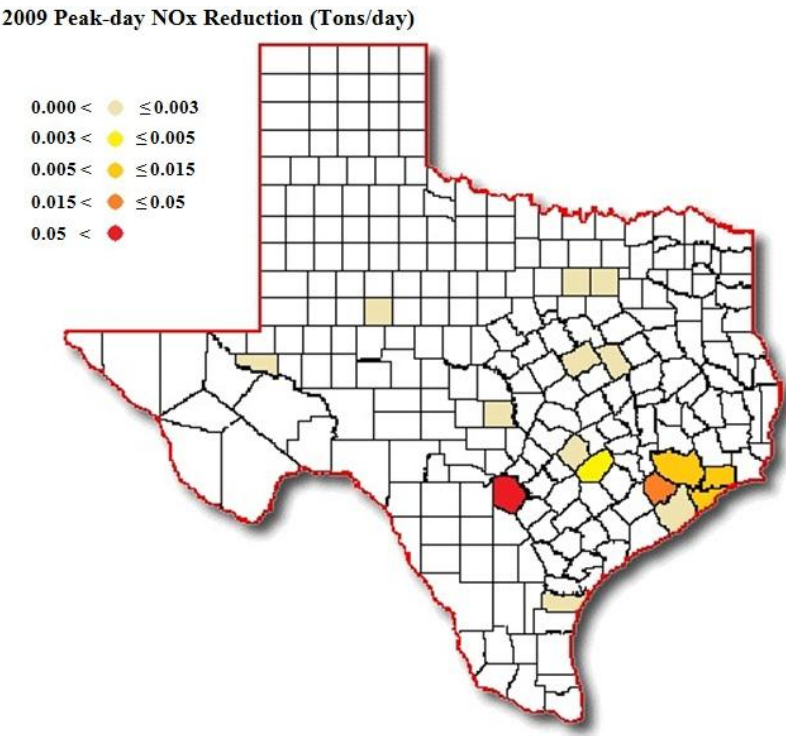 2009 Peak-day NOx Reduction (Tons/day)
0.000 < ≤ 0.003
0.003 < ≤ 0.005
0.005 < ≤ 0.015
0.015 < ≤ 0.05
0.05 <